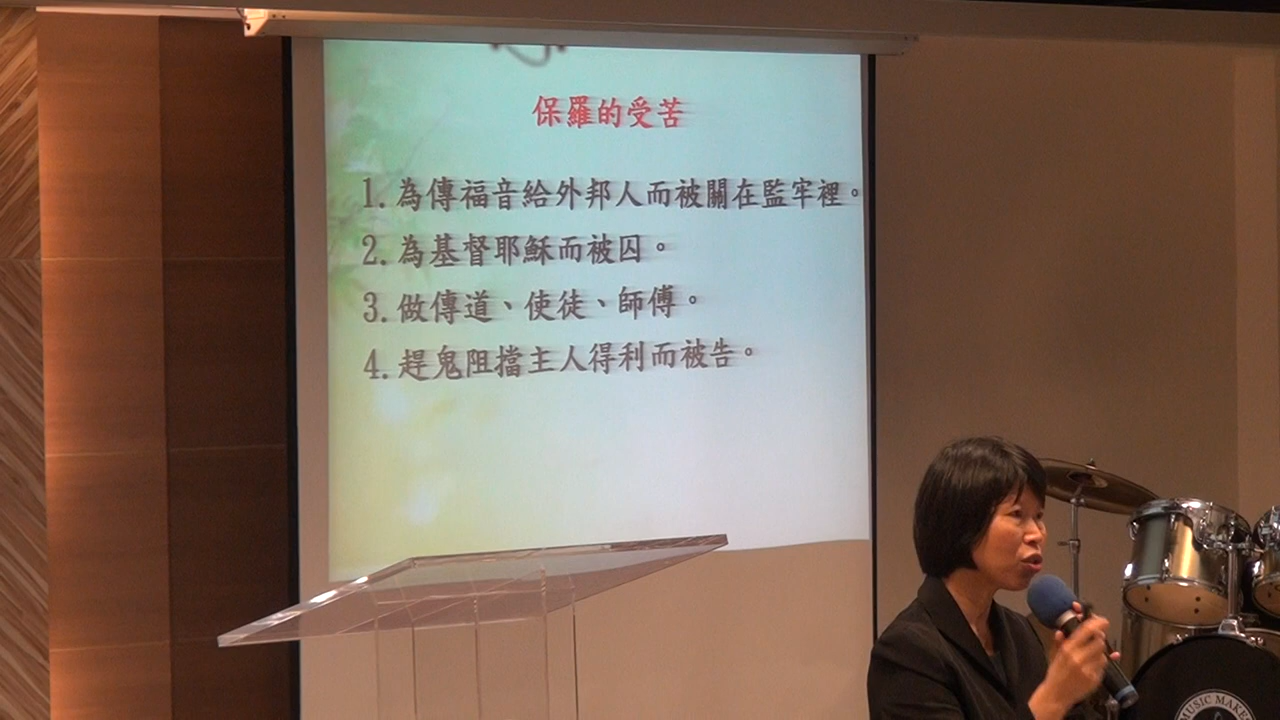 保羅的受苦
1. 為傳福音給外邦人而被關在監牢裡。
2. 為基督耶穌而被囚。
3. 做傳道、使徒、師傅。
4. 趕鬼阻擋主人得利而被告。
MUSIC MAKER